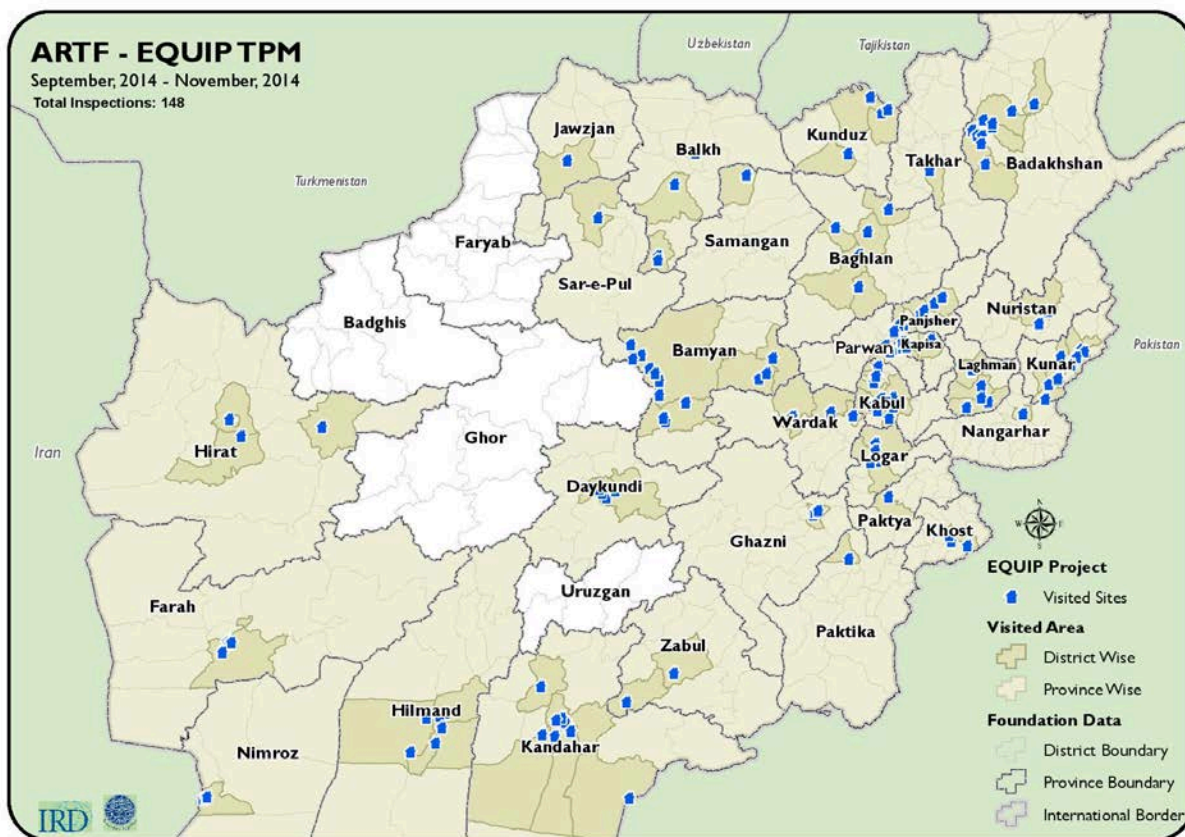 ARTF - EQUIP TPM
September, 2014 - November, 2014
Total Inspections: 148
Uzbekistan
Tajikistan
Turkmenistan
Iran
Pakistan
Jawzjan
Balkh
Kunduz
Takhar
Badakhshan
Faryab
Samangan
Baghlan
Sar-e-Pul
Badghis
Bamyan
Panjsher
Nuristan
Parwan
Kapisa
Laghman
Kunar
Kabul
Wardak
Nangarhar
Hirat
Ghor
Logar
Daykundi
Paktya
Khost
Ghazni
Uruzgan
Farah
Zabul
Paktika
Hilmand
Kandahar
Nimroz
N
W
E
S
EQUIP Project
Visited Sites
Visited Area
District Wise
Province Wise
Foundation Data
District Boundary
Province Boundary
International Border
IRD